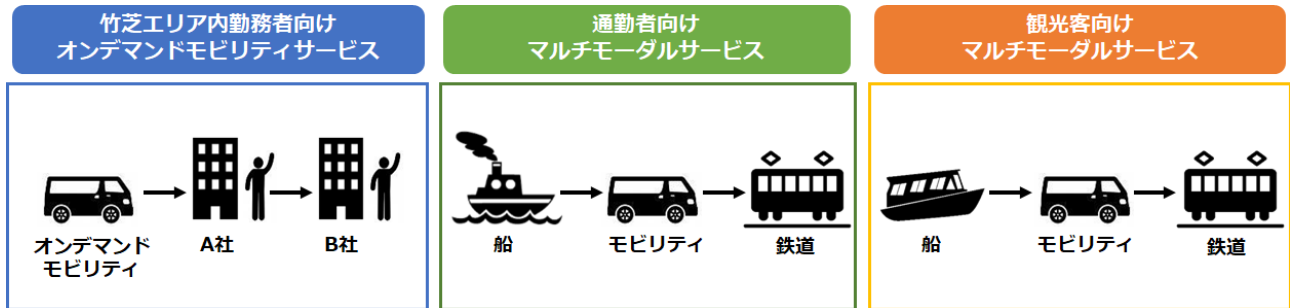 竹芝エリア内勤務者向け
オンデマンドモビリティサービス
通勤者向け
マルチモーダルサービス
観光客向け
マルチモーダルサービス
オンデマンド
モビリティ
A社
B社
船
モビリティ
鉄道
船
モビリティ
鉄道